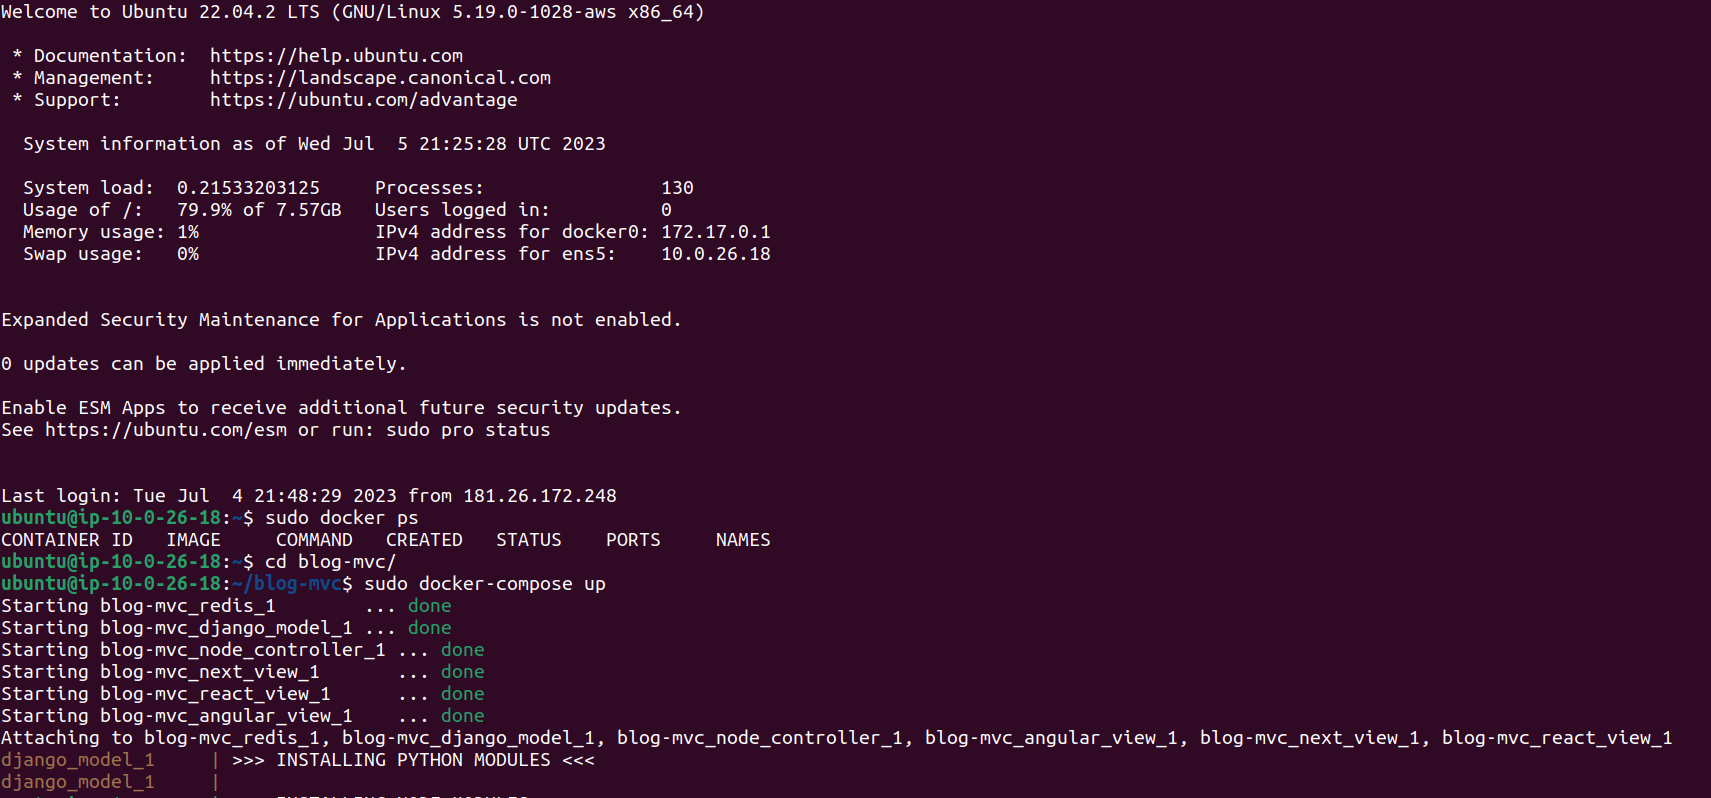 Welcome to Ubuntu 22.04.2 LTS (GNU/Linux 5.19.0-1028-aws x86_64)
* Documentation: https://help.ubuntu.com
* Management: https://landscape.canonical.com
* Support: https://ubuntu.com/advantage
System information as of Wed Jul 5 21:25:28 UTC 2023
System load: 0.21533203125 Processes: 130
Usage of /: 79.9% of 7.57GB Users logged in: 0
Memory usage: 1% IPv4 address for docker0: 172.17.0.1
Swap usage: 0% IPv4 address for ens5: 10.0.26.18
Expanded Security Maintenance for Applications is not enabled.
0 updates can be applied immediately.
Enable ESM Apps to receive additional future security updates.
See https://ubuntu.com/esm or run: sudo pro status
Last login: Tue Jul 4 21:48:29 2023 from 181.26.172.248
ubuntu@ip-10-0-26-18:~$ sudo docker ps
CONTAINER ID IMAGE COMMAND CREATED STATUS PORTS NAMES
ubuntu@ip-10-0-26-18:~$ cd blog-mvc/
ubuntu@ip-10-0-26-18:~/blog-mvc$ sudo docker-compose up
Starting blog-mvc_redis_1 ... done
Starting blog-mvc_django_model_1 ... done
Starting blog-mvc_node_controller_1 ... done
Starting blog-mvc_next_view_1 ... done
Starting blog-mvc_react_view_1 ... done
Starting blog-mvc_angular_view_1 ... done
Attaching to blog-mvc_redis_1, blog-mvc_django_model_1, blog-mvc_node_controller_1, blog-mvc_angular_view_1, blog-mvc_next_view_1, blog-mvc_react_view_1
django_model_1 | >>> INSTALLING PYTHON MODULES <<<
django_model_1 |